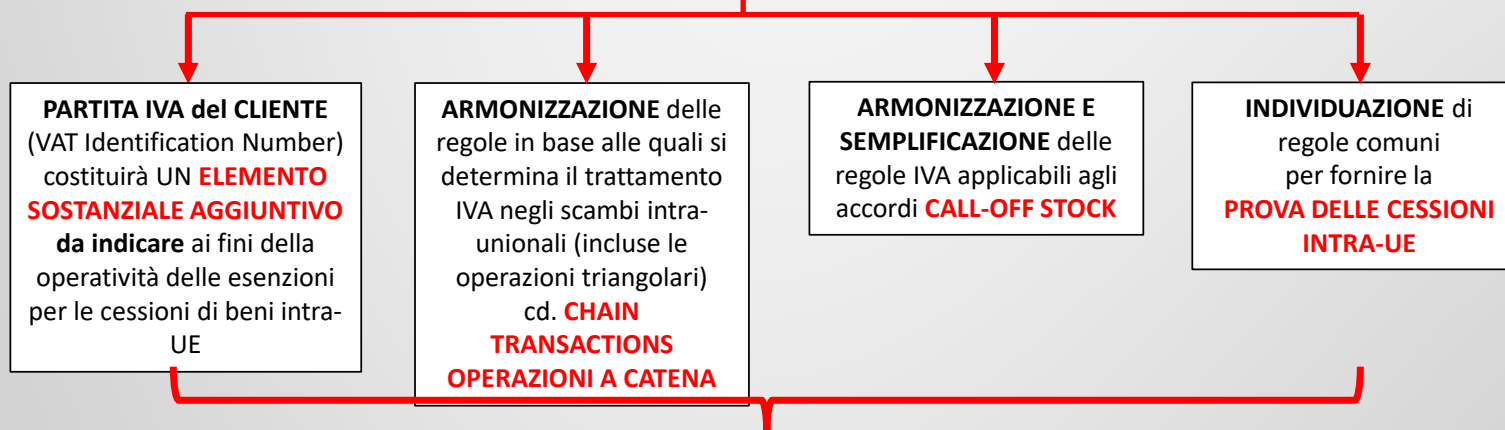 PARTITA IVA del CLIENTE
(VAT Identification Number)
costituirà UN ELEMENTO
SOSTANZIALE AGGIUNTIVO
da indicare ai fini della
operatività delle esenzioni
per le cessioni di beni intra-
UE
ARMONIZZAZIONE delle
regole in base alle quali si
determina il trattamento
IVA negli scambi intra-
unionali (incluse le
operazioni triangolari)
cd. CHAIN
TRANSACTIONS
OPERAZIONI A CATENA
ARMONIZZAZIONE E
SEMPLIFICAZIONE delle
regole IVA applicabili agli
accordi CALL-OFF STOCK
INDIVIDUAZIONE di
regole comuni
per fornire la
PROVA DELLE CESSIONI
INTRA-UE